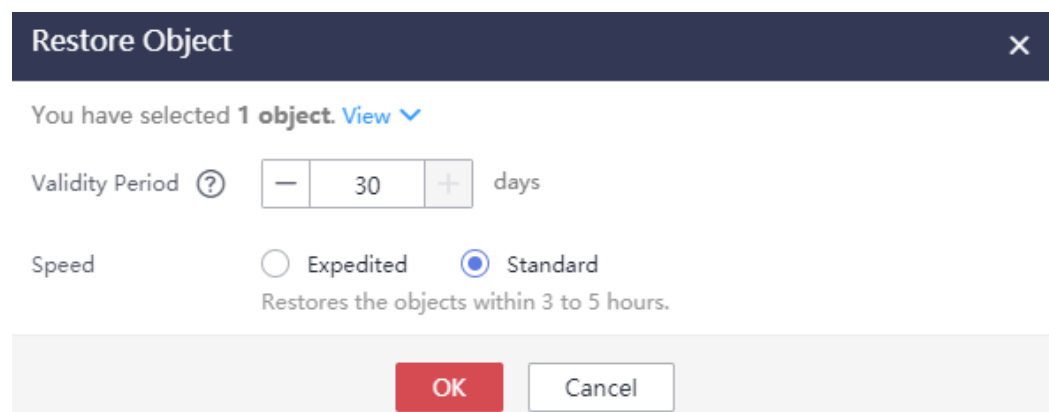 Restore Object
You have selected 1 object. View
Validity Period ? — 30 + days
Speed Expedited Standard
Restores the objects within 3 to 5 hours.
OK Cancel